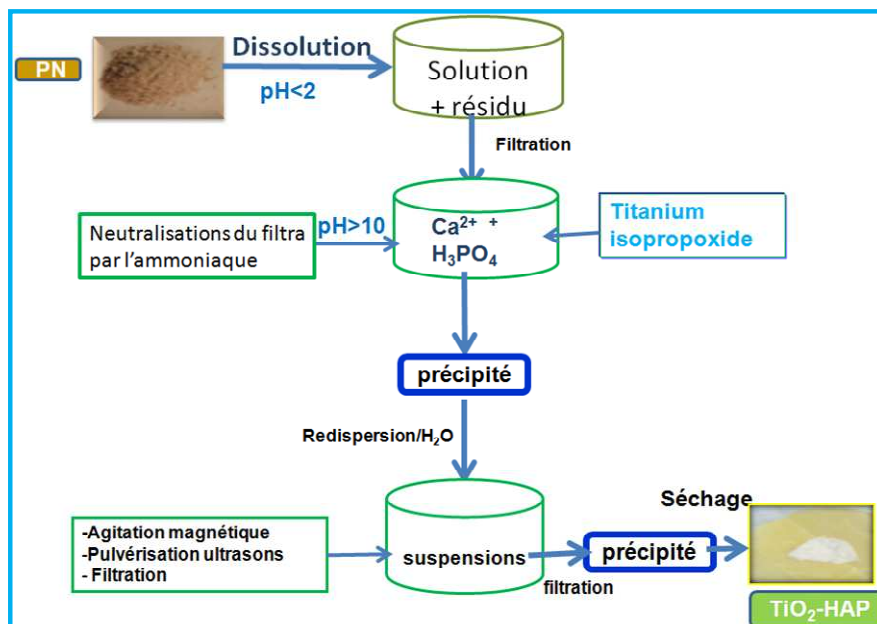 PN
Dissolution
pH<2
Solution
+ résidu
Filtration
Neutralisations du filtra
par l’ammoniaque
pH>10
Ca²⁺ ⁺
H₃PO₄
Titanium
isopropoxide
précipité
Redispersion/H₂O
-Agitation magnétique
-Pulvérisation ultrasons
- Filtration
suspensions
filtration
précipité
Séchage
TiO₂-HAP